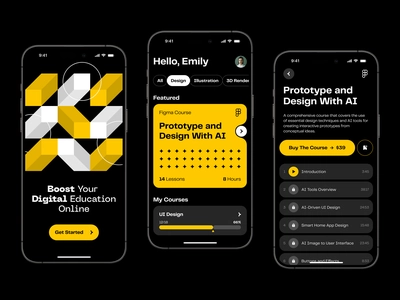 9:41
Boost Your
Digital Education
Online
Get Started
9:41
Hello, Emily
All
Design
Illustration
3D Render
Featured
Figma Course
Prototype and
Design With AI
14 Lessons
8 Hours
My Courses
UI Design
9:41
Prototype and
Design With AI
A comprehensive course that covers the use
of essential design techniques and AI tools for
creating interactive prototypes from
conceptual ideas
Buy The Course → $39
Introduction
AI Tools Overview
AI-Driven UI Design
Smart Home App Design
AI Image to User Interface
Buttons and Effects